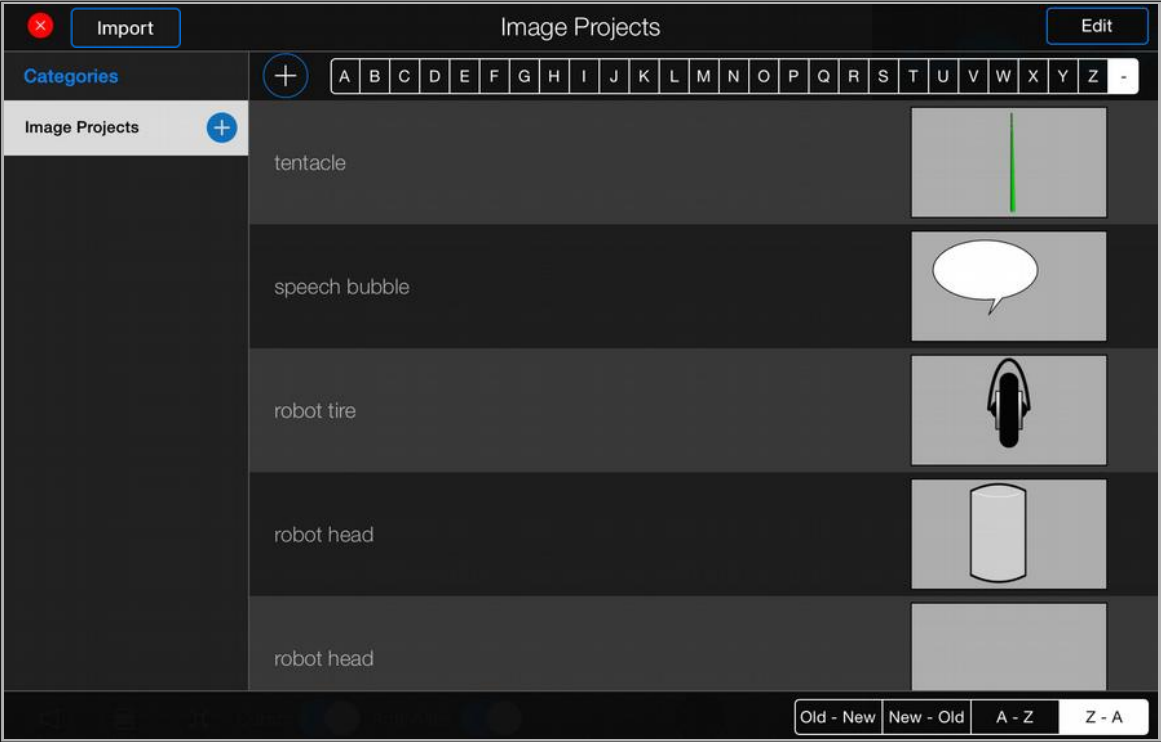 Import
Image Projects
Edit
Categories
A B C D E F G H I J K L M N O P Q R S T U V W X Y Z -
Image Projects
tentacle
speech bubble
robot tire
robot head
robot head
Old - New New - Old A - Z Z - A